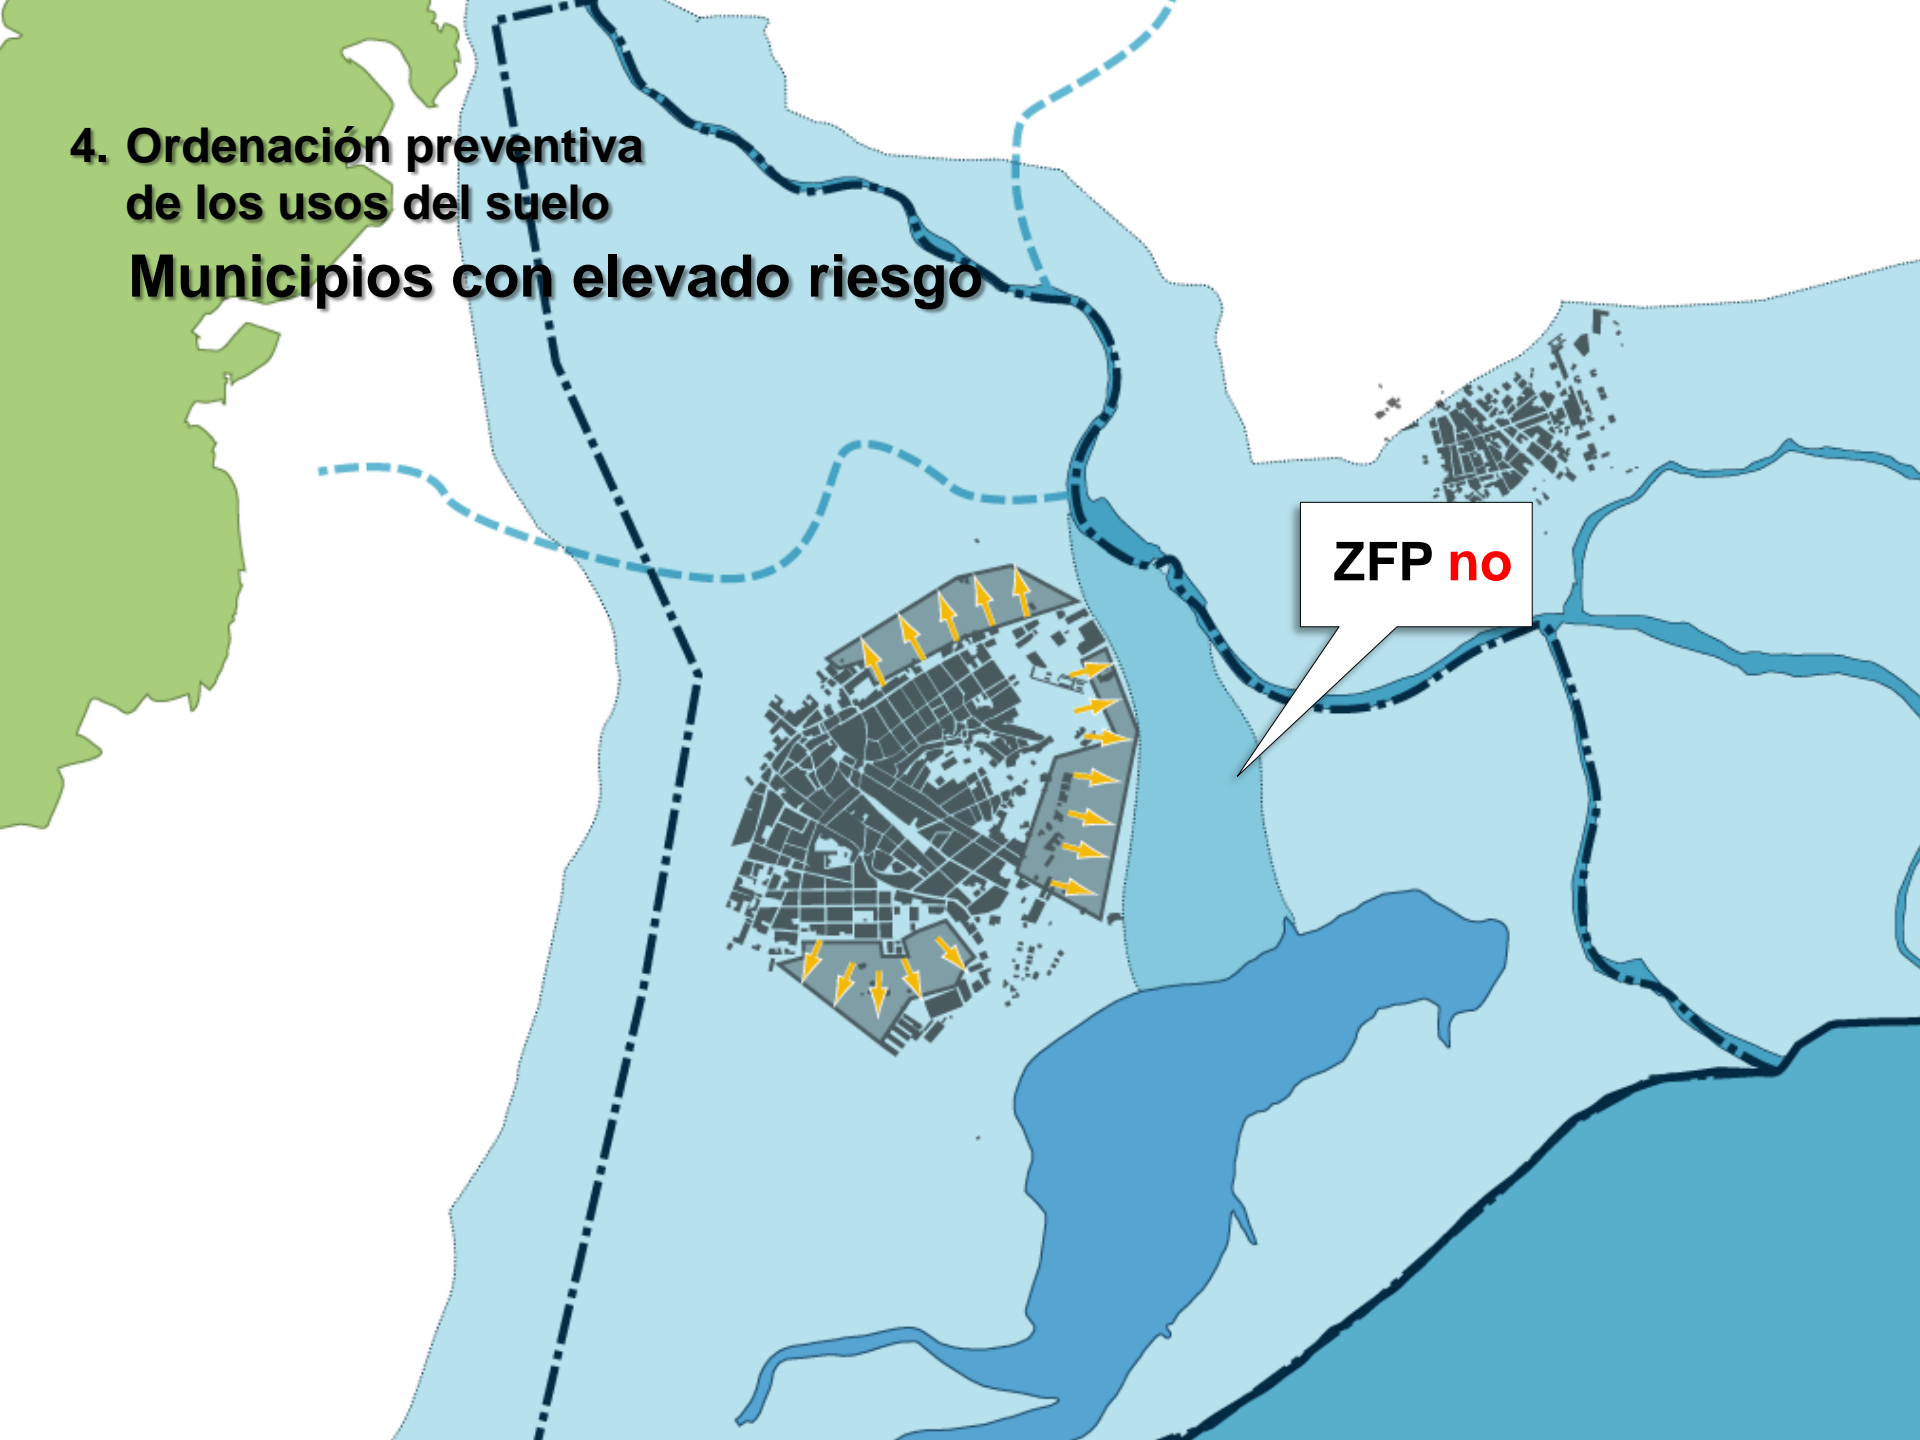 4. Ordenación preventiva
de los usos del suelo
Municipios con elevado riesgo
ZFP no